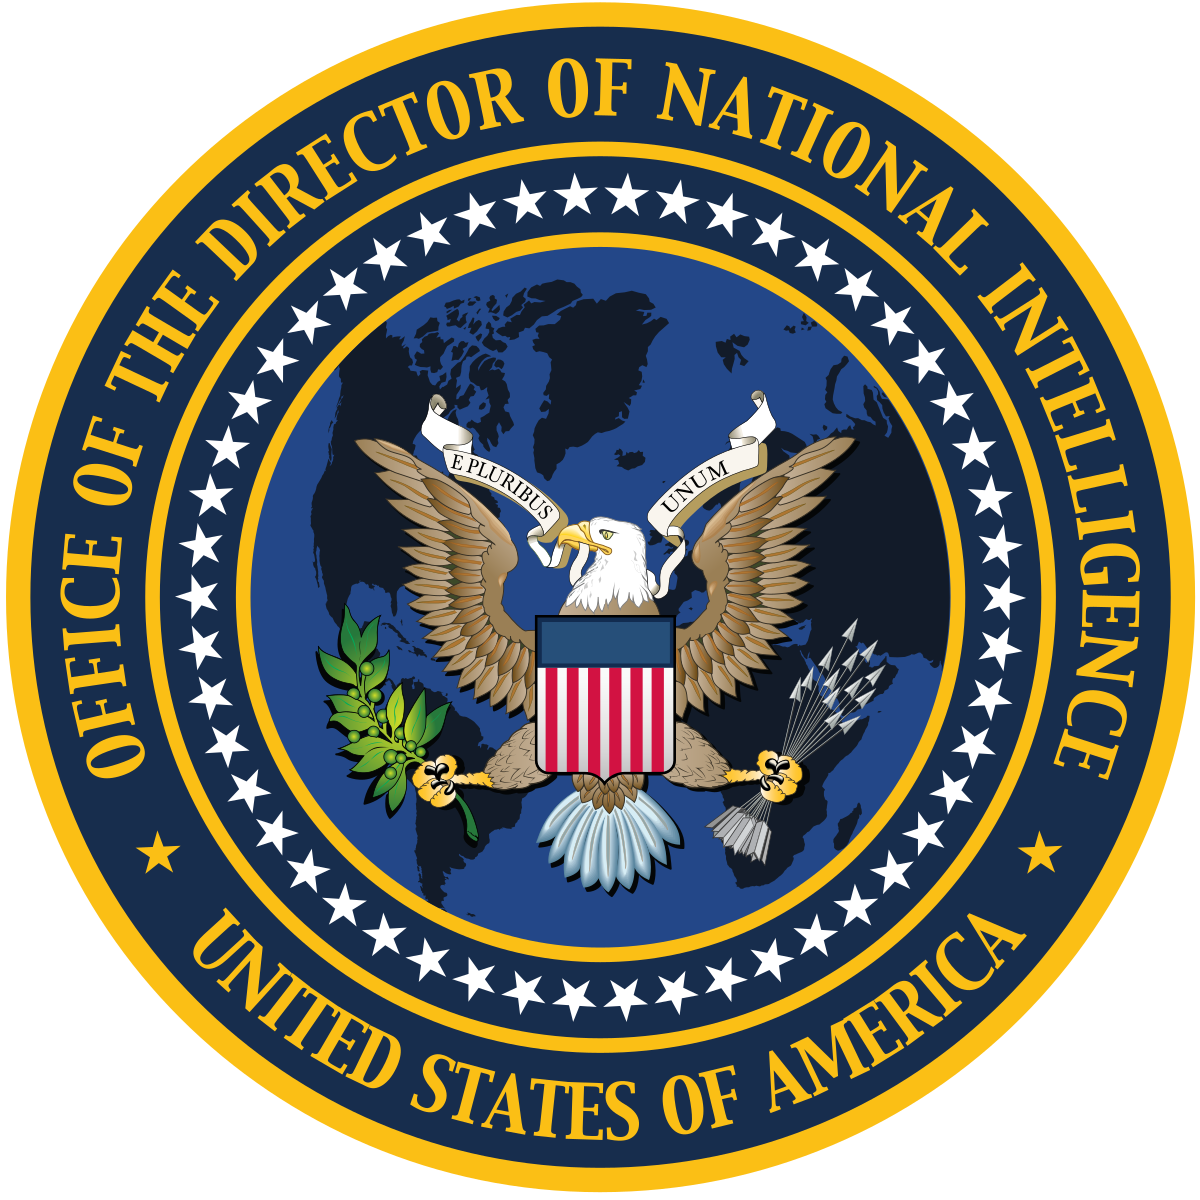 OFFICE OF THE DIRECTOR OF NATIONAL INTELLIGENCE
E PLURIBUS UNUM
UNITED STATES OF AMERICA